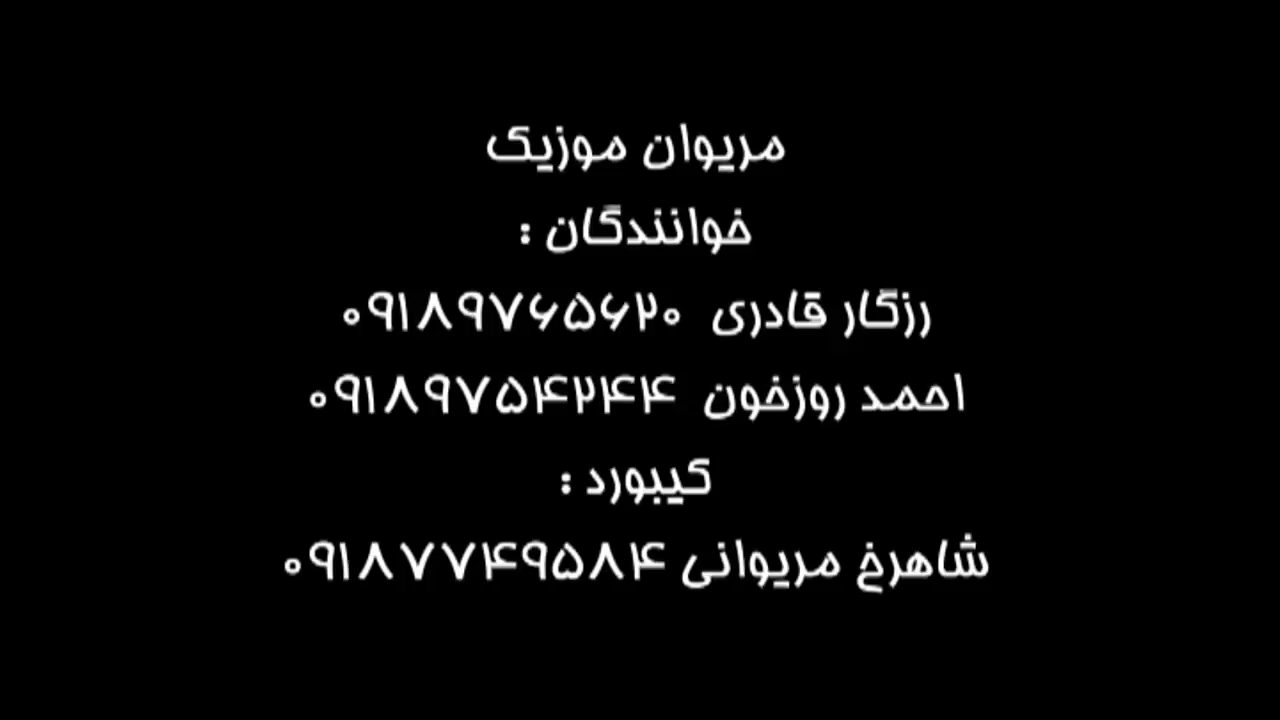 مریوان موزیک
خوانندگان :
رزگار قادری ۰۹۱۸۹۷۶۵۶۲۰
احمد روزخون ۰۹۱۸۹۷۵۴۲۴۴
کیبورد :
شاهرخ مریوانی ۰۹۱۸۷۷۴۹۵۸۴